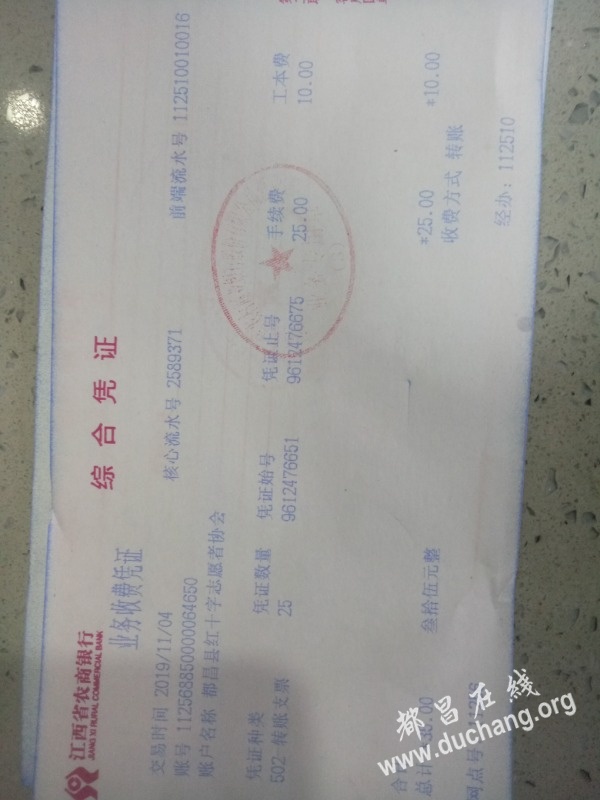 江西省农商银行
JIANG XI RURAL COMMERCIAL BANK
综合凭证
业务收费凭证
交易时间 2019/11/04 核心流水号 2589371 前端流水号 112510010016
账号 112568850000064650
账户名称 都昌县红十字志愿者协会
凭证种类 凭证数量 凭证始号 凭证止号 手续费 工本费
502 转账支票 25 9612476651 9612476675 25.00 10.00
*25.00 *10.00
叁拾伍元整 收费方式 转账
网点号 经办: 112510
都昌在线
www.duchang.org